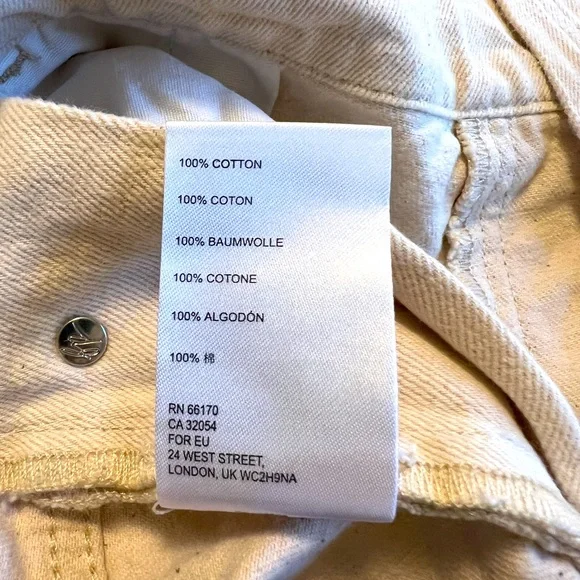 100% COTTON
100% COTON
100% BAUMWOLLE
100% COTONE
100% ALGODÓN
100% 棉
RN 66170
CA 32054
FOR EU
24 WEST STREET,
LONDON, UK WC2H9NA